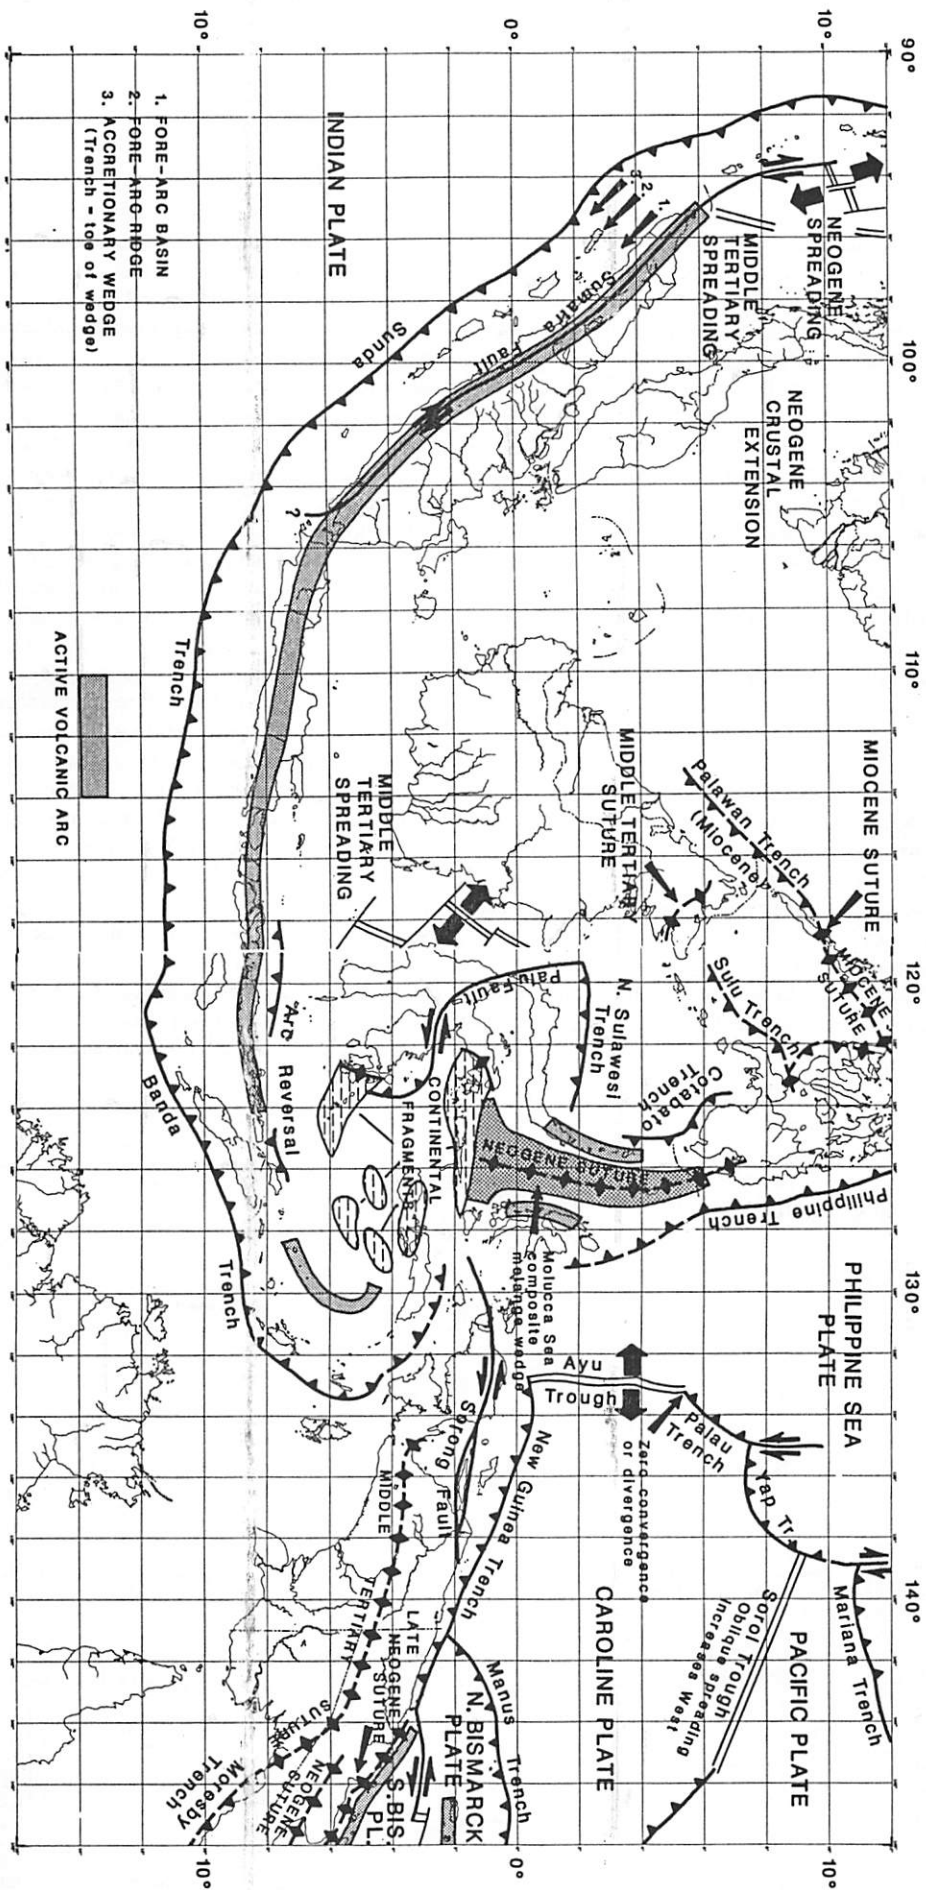 90°
100°
110°
120°
130°
140°
10°
0°
10°
10°
0°
10°
NEOGENE
SPREADING
MIDDLE
TERTIARY
SPREADING
NEOGENE
CRUSTAL
EXTENSION
MIOCENE SUTURE
Palawan Trench
(Miocene)
MIOCENE
SUTURE
MIDDLE TERTIARY
SUTURE
Sulu Trench
Cotabato
Trench
N. Sulawesi
Trench
Palu Fault
Philippine Trench
PHILIPPINE SEA
PLATE
Palau
Trench
Yap Tr.
Mariana Trench
PACIFIC PLATE
Sorol Trough
Oblique spreading
increases West
CAROLINE PLATE
Zero convergence
or divergence
Ayu
Trough
NEOGENE SUTURE
Molucca Sea
composite
melange wedge
New Guinea Trench
Manus
Trench
N. BISMARCK
PLATE
S.BIS
PL.
LATE
NEOGENE
SUTURE
Sorong
Fault
MIDDLE
TERTIARY
SUTURE
NEOGENE
SUTURE
Moresby
Trench
CONTINENTAL
FRAGMENTS
MIDDLE
TERTIARY
SPREADING
Arc
Reversal
Banda
Trench
Sumatra
Fault
?
Sunda
Trench
1.
2.
3.
INDIAN PLATE
1. FORE-ARC BASIN
2. FORE-ARC RIDGE
3. ACCRETIONARY WEDGE
(Trench = toe of wedge)
ACTIVE VOLCANIC ARC